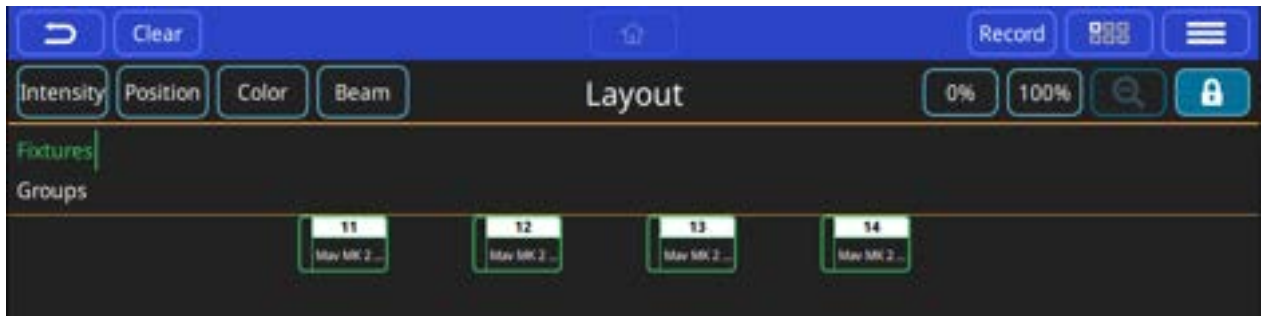 Clear Record
Intensity Position Color Beam Layout 0% 100%
Fixtures
Groups
11 12 13 14
Mav MK 2 ... Mav MK 2 ... Mav MK 2 ... Mav MK 2 ...